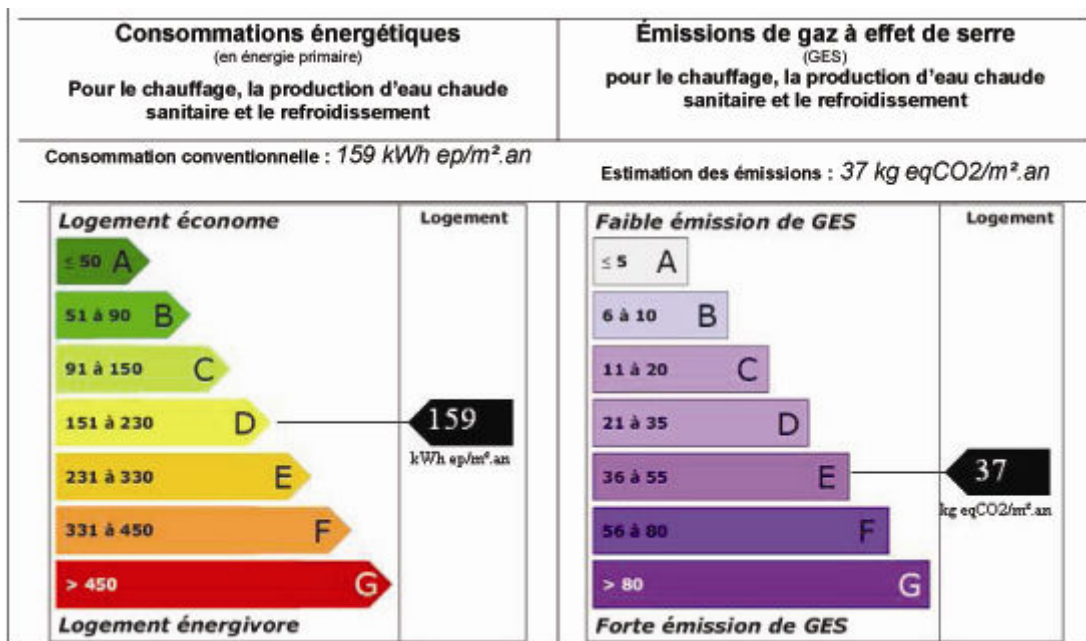 Consommations énergétiques
(en énergie primaire)
Pour le chauffage, la production d'eau chaude
sanitaire et le refroidissement
Consommation conventionnelle : 159 kWh ep/m².an
Logement économe
Logement
≤ 50 A
51 à 90 B
91 à 150 C
151 à 230 D
159
kWh ep/m².an
231 à 330 E
331 à 450 F
> 450 G
Logement énergivore
Émissions de gaz à effet de serre
(GES)
pour le chauffage, la production d'eau chaude
sanitaire et le refroidissement
Estimation des émissions : 37 kg eqCO2/m².an
Faible émission de GES
Logement
≤ 5 A
6 à 10 B
11 à 20 C
21 à 35 D
36 à 55 E
37
kg eqCO2/m².an
56 à 80 F
> 80 G
Forte émission de GES